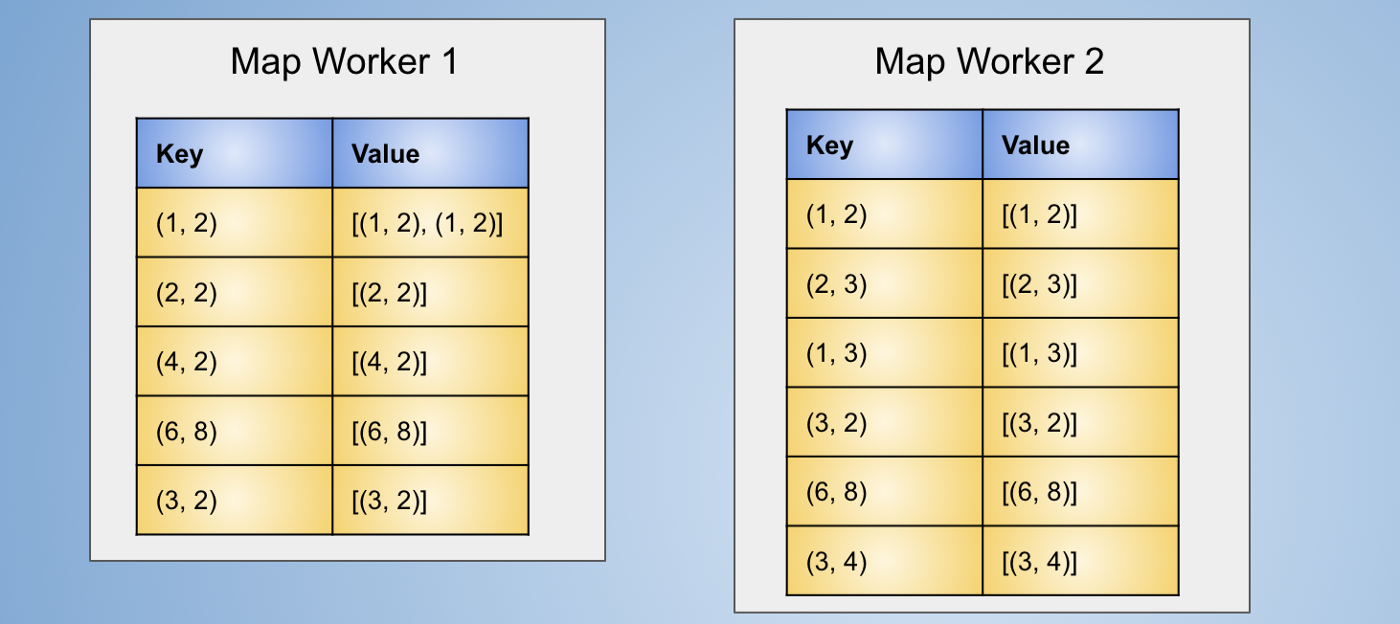 Map Worker 1
Key Value
(1, 2) [(1, 2), (1, 2)]
(2, 2) [(2, 2)]
(4, 2) [(4, 2)]
(6, 8) [(6, 8)]
(3, 2) [(3, 2)]
Map Worker 2
Key Value
(1, 2) [(1, 2)]
(2, 3) [(2, 3)]
(1, 3) [(1, 3)]
(3, 2) [(3, 2)]
(6, 8) [(6, 8)]
(3, 4) [(3, 4)]